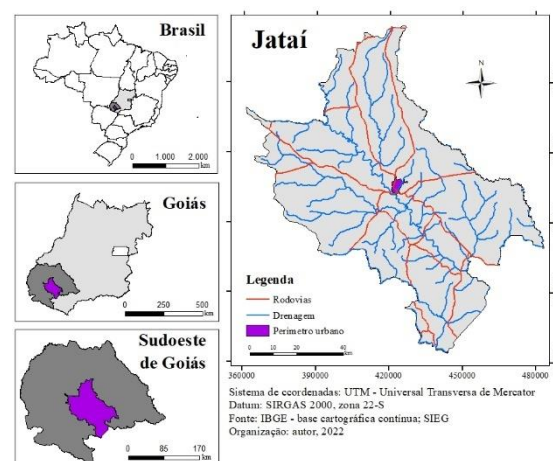 Brasil
0 1.000 2.000
km
Goiás
0 250 500
km
Sudoeste
de Goiás
0 85 170
km
Jataí
N
Legenda
Rodovias
Drenagem
Perímetro urbano
0 10 20 40
km
360000 390000 420000 450000 480000
Sistema de coordenadas: UTM - Universal Transversa de Mercator
Datum: SIRGAS 2000, zona 22-S
Fonte: IBGE - base cartográfica contínua; SIEG
Organização: autor, 2022